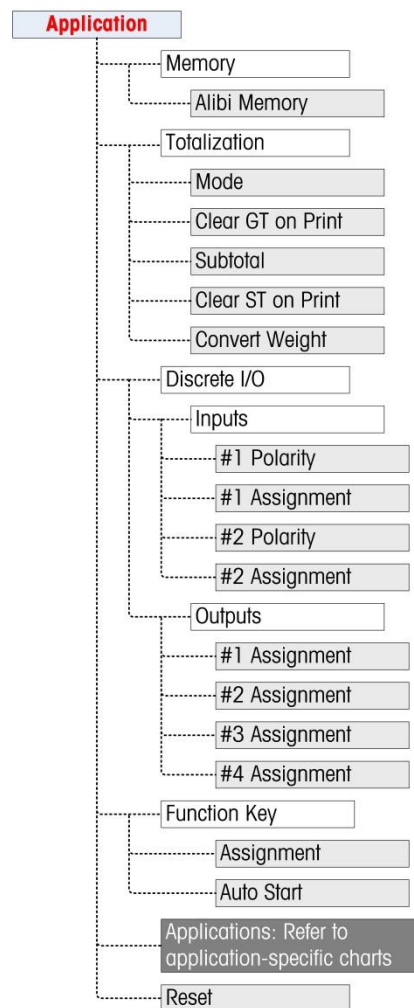 Application
Memory
Alibi Memory
Totalization
Mode
Clear GT on Print
Subtotal
Clear ST on Print
Convert Weight
Discrete I/O
Inputs
#1 Polarity
#1 Assignment
#2 Polarity
#2 Assignment
Outputs
#1 Assignment
#2 Assignment
#3 Assignment
#4 Assignment
Function Key
Assignment
Auto Start
Applications: Refer to
application-specific charts
Reset